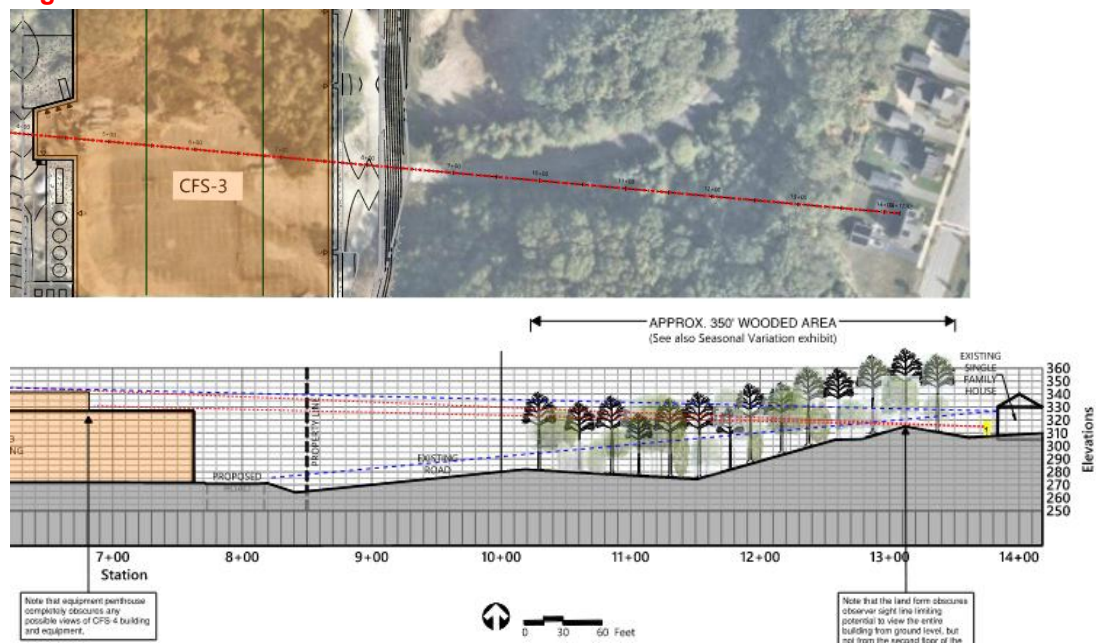 CFS-3
APPROX. 350' WOODED AREA
(See also Seasonal Variation exhibit)
EXISTING
SINGLE
FAMILY
HOUSE
360
350
340
330
320
310
300
290
280
270
260
250
Elevations
PROPERTY LINE
EXISTING
ROAD
PROPOSED
ROAD
7+00
8+00
9+00
10+00
11+00
12+00
13+00
14+00
Station
Note that equipment penthouse
completely obscures any
possible views of CFS-4 building
and equipment.
0 30 60 Feet
Note that the land form obscures
observer sight line limiting
potential to view the entire
building from ground level, but
not from the second floor of the